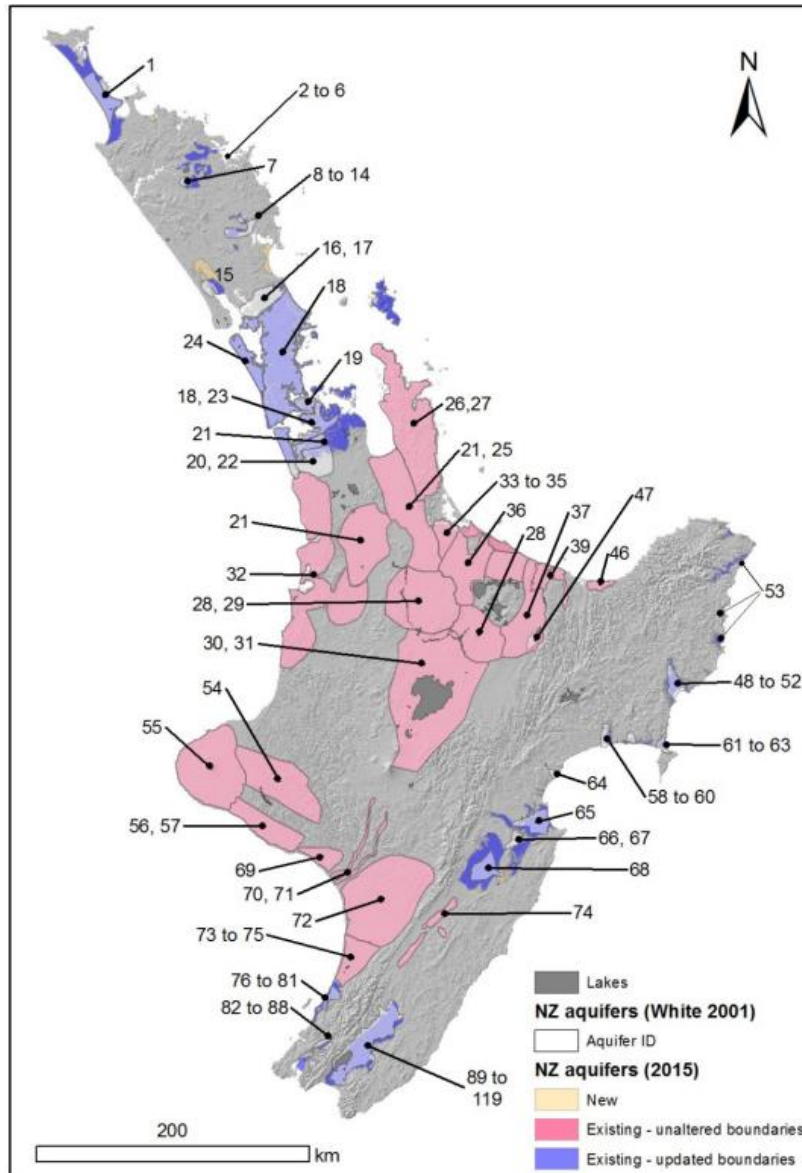 N
1
2 to 6
7
8 to 14
16, 17
15
18
24
19
18, 23
26,27
21
20, 22
21, 25
33 to 35
36
37
47
21
28
39
46
32
53
28, 29
30, 31
48 to 52
54
55
61 to 63
64
58 to 60
65
56, 57
66, 67
69
68
70, 71
72
74
73 to 75
76 to 81
82 to 88
89 to
119
Lakes
NZ aquifers (White 2001)
Aquifer ID
NZ aquifers (2015)
New
Existing - unaltered boundaries
Existing - updated boundaries
200
km